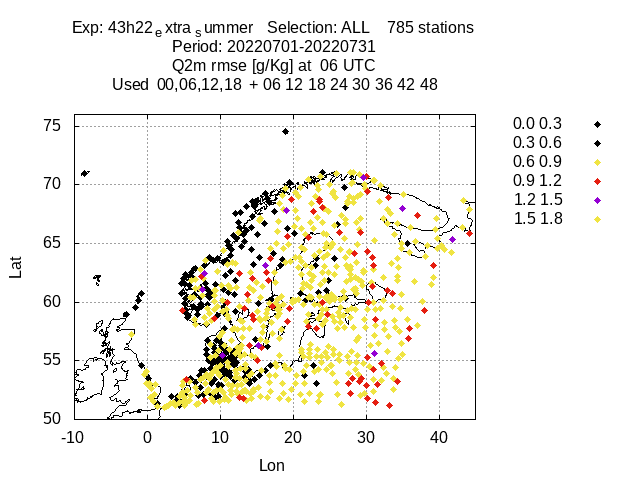 Exp: 43h22extrasummer Selection: ALL 785 stations
Period: 20220701-20220731
Q2m rmse [g/Kg] at 06 UTC
Used 00,06,12,18 + 06 12 18 24 30 36 42 48
0.0 0.3
0.3 0.6
0.6 0.9
0.9 1.2
1.2 1.5
1.5 1.8
75
70
65
60
55
50
Lat
-10 0 10 20 30 40
Lon